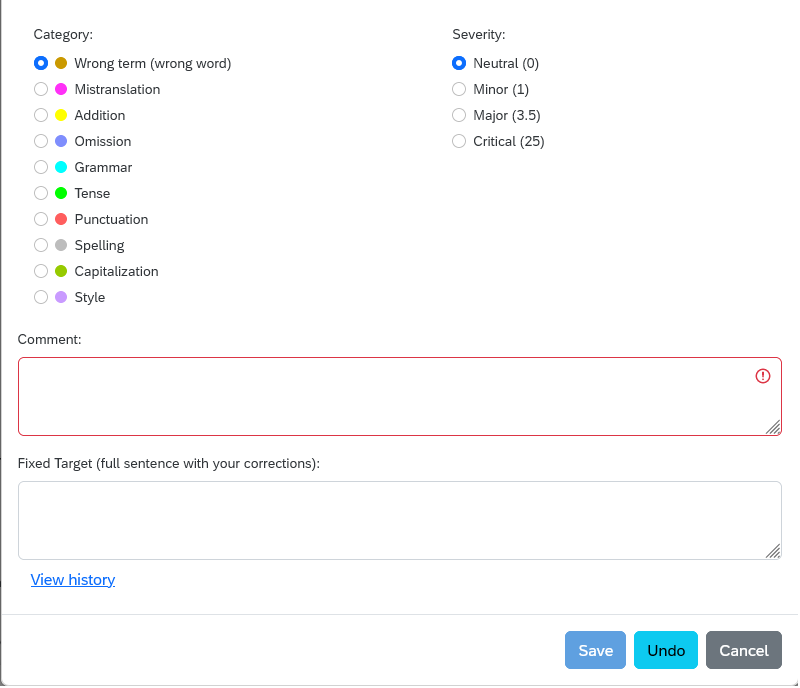 Category:
Wrong term (wrong word)
Mistranslation
Addition
Omission
Grammar
Tense
Punctuation
Spelling
Capitalization
Style
Severity:
Neutral (0)
Minor (1)
Major (3.5)
Critical (25)
Comment:
Fixed Target (full sentence with your corrections):
View history
Save
Undo
Cancel